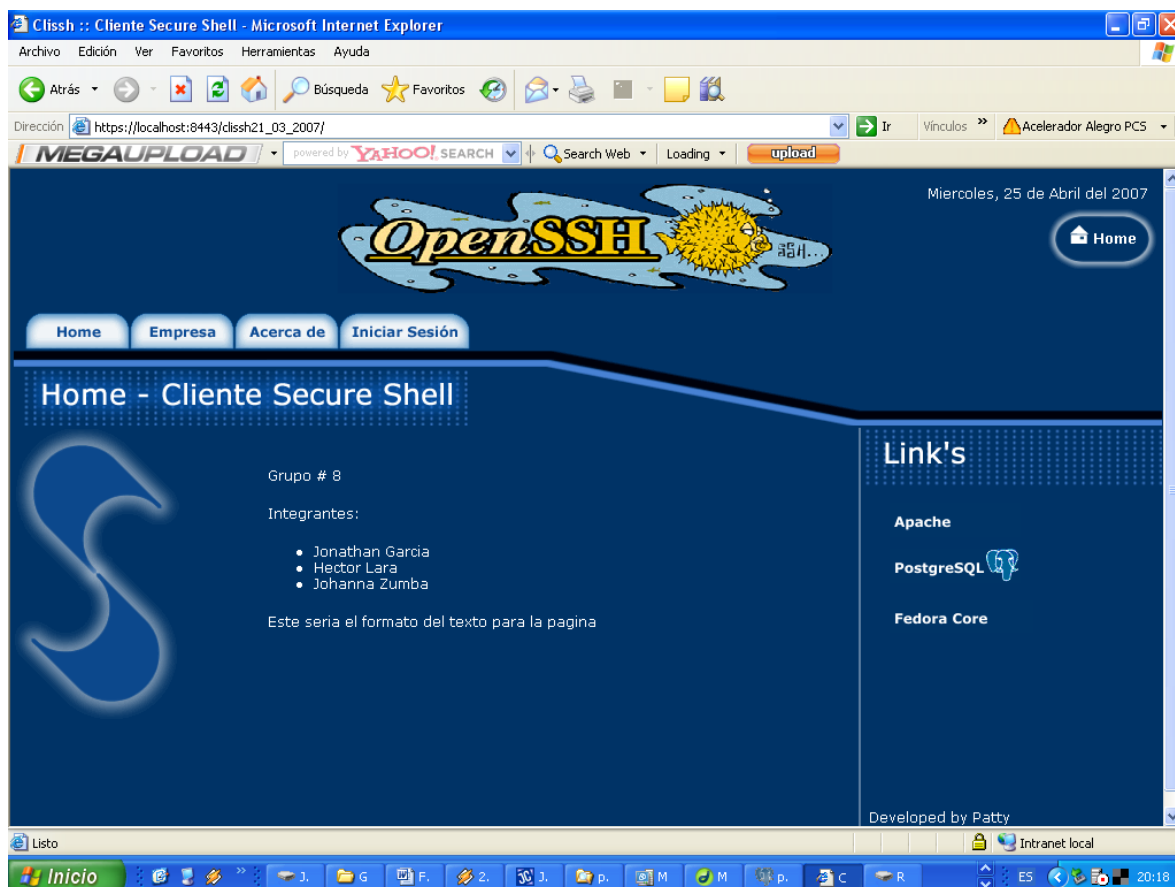 Clissh :: Cliente Secure Shell - Microsoft Internet Explorer
Archivo Edición Ver Favoritos Herramientas Ayuda
Atrás Búsqueda Favoritos
Dirección https://localhost:8443/clissh21_03_2007/ Ir Vínculos » Acelerador Alegro PCS
MEGAUPLOAD powered by YAHOO! SEARCH Search Web Loading upload
Miercoles, 25 de Abril del 2007
OpenSSH SSH...
Home
Home Empresa Acerca de Iniciar Sesión
Home - Cliente Secure Shell
Link's
Grupo # 8
Integrantes:
• Jonathan Garcia
• Hector Lara
• Johanna Zumba
Este seria el formato del texto para la pagina
Apache
PostgreSQL
Fedora Core
Developed by Patty
Listo Intranet local
Inicio » J. G F. 2. J. p. M M p. C R ES 20:18